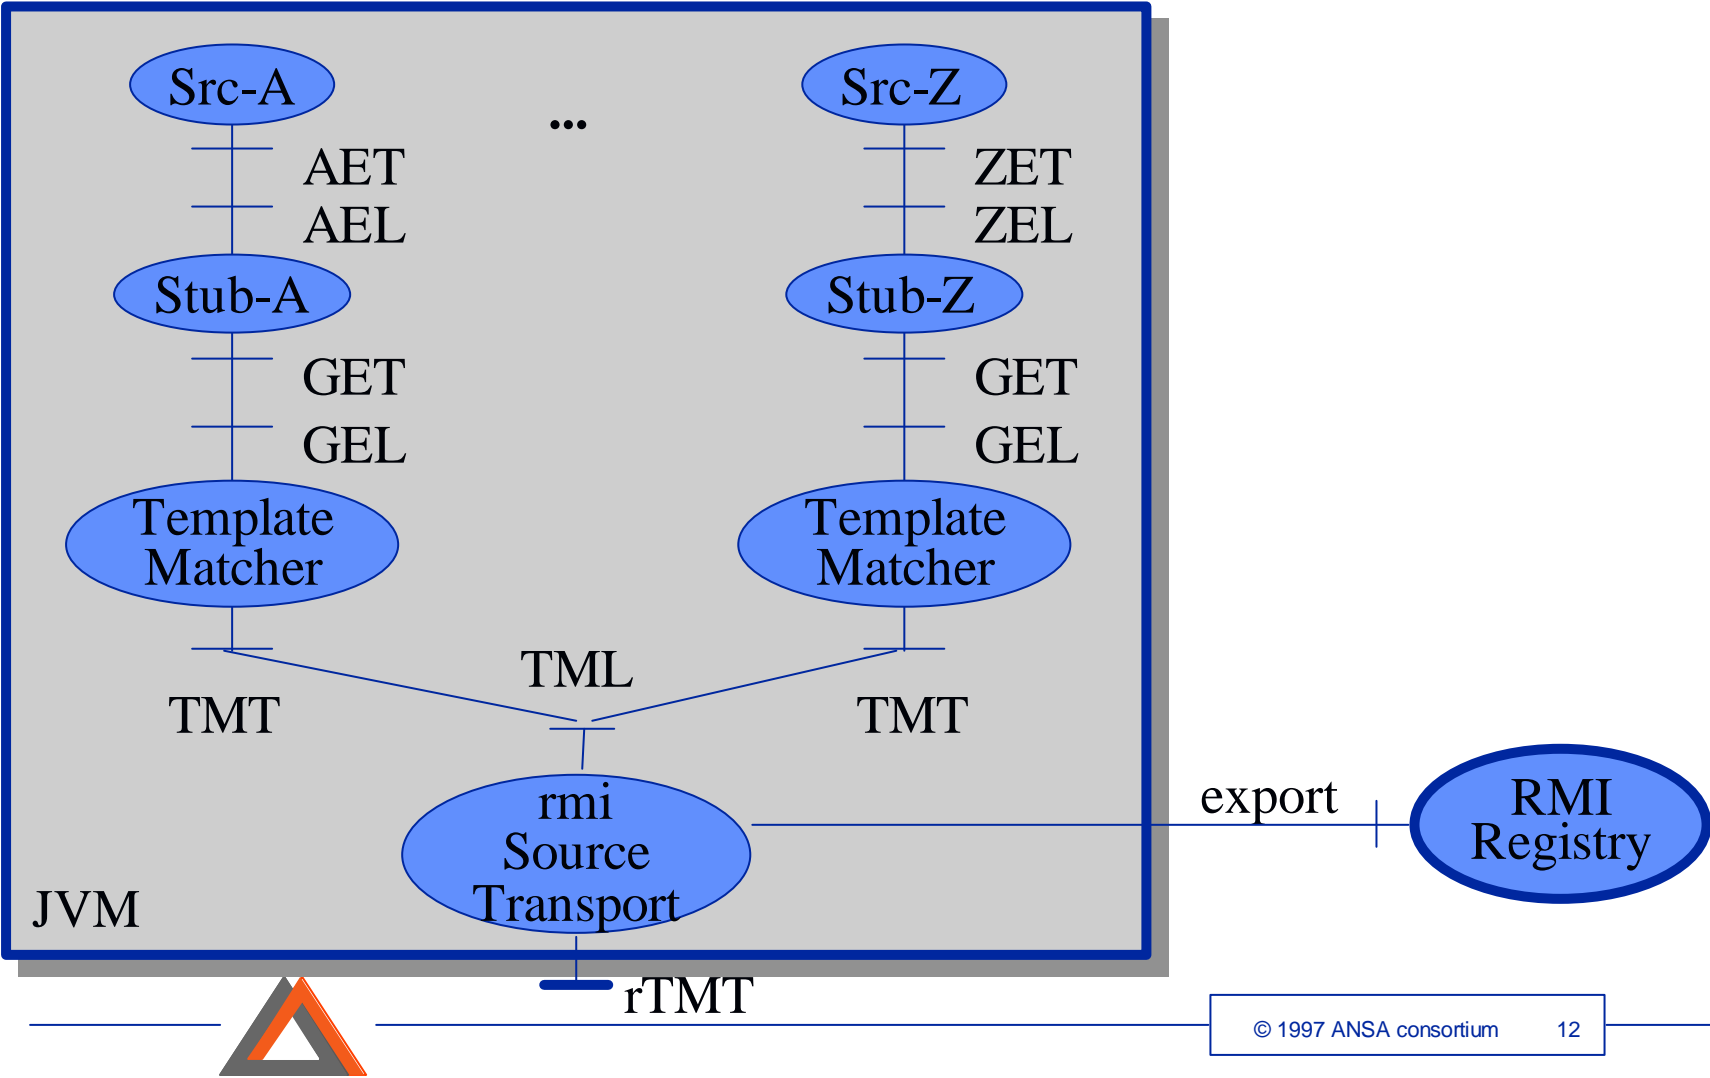 Src-A
...
Src-Z
AET
ZET
AEL
ZEL
Stub-A
Stub-Z
GET
GET
GEL
GEL
Template
Matcher
Template
Matcher
TML
TMT
TMT
rmi
Source
Transport
export
RMI
Registry
JVM
rTMT
© 1997 ANSA consortium 12